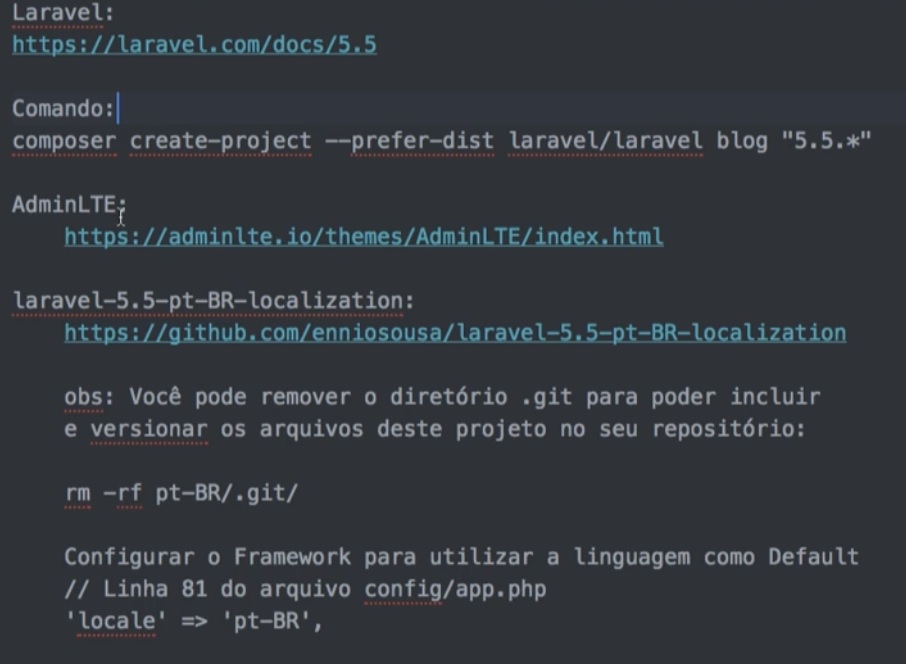 Laravel:
https://laravel.com/docs/5.5
Comando:
composer create-project --prefer-dist laravel/laravel blog "5.5.*"
AdminLTE:
https://adminlte.io/themes/AdminLTE/index.html
laravel-5.5-pt-BR-localization:
https://github.com/enniosousa/laravel-5.5-pt-BR-localization
obs: Você pode remover o diretório .git para poder incluir
e versionar os arquivos deste projeto no seu repositório:
rm -rf pt-BR/.git/
Configurar o Framework para utilizar a linguagem como Default
// Linha 81 do arquivo config/app.php
'locale' => 'pt-BR',